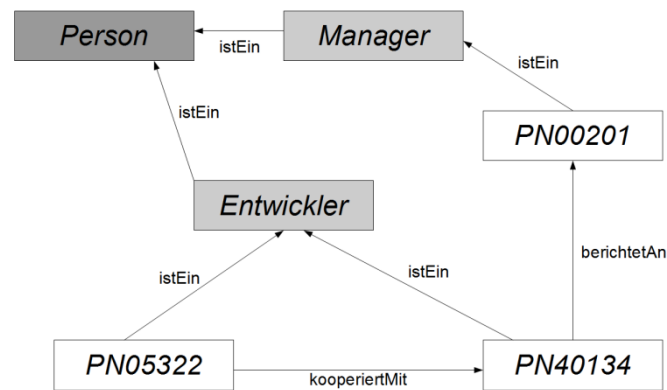 Person
Manager
istEin
istEin
PN00201
istEin
Entwickler
berichtetAn
istEin
istEin
PN05322
PN40134
kooperiertMit